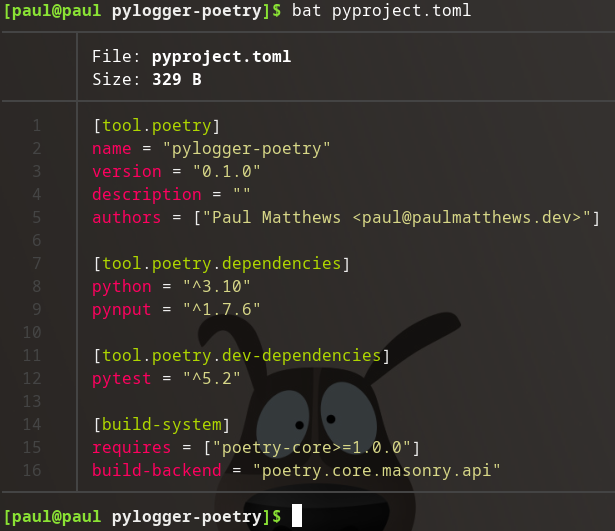 [paul@paul pylogger-poetry]$ bat pyproject.toml
File: pyproject.toml
Size: 329 B
1 [tool.poetry]
2 name = "pylogger-poetry"
3 version = "0.1.0"
4 description = ""
5 authors = ["Paul Matthews <paul@paulmatthews.dev>"]
6
7 [tool.poetry.dependencies]
8 python = "^3.10"
9 pynput = "^1.7.6"
10
11 [tool.poetry.dev-dependencies]
12 pytest = "^5.2"
13
14 [build-system]
15 requires = ["poetry-core>=1.0.0"]
16 build-backend = "poetry.core.masonry.api"
[paul@paul pylogger-poetry]$